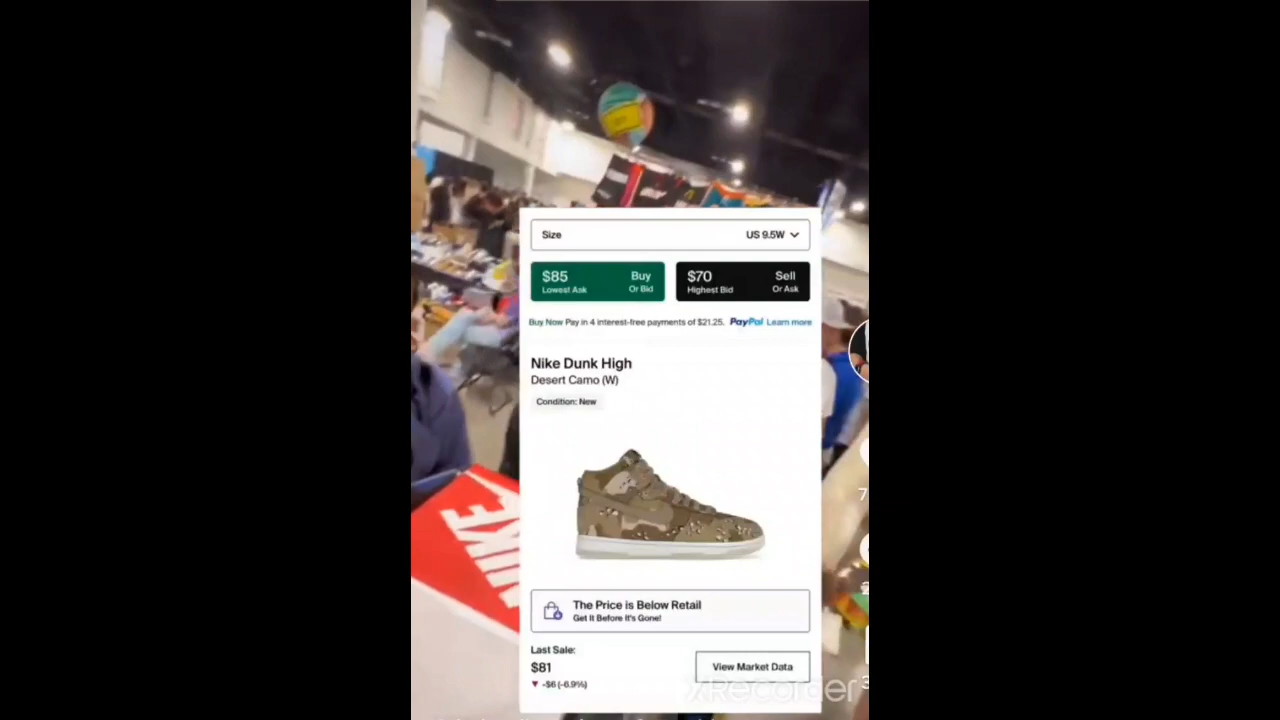 Size
US 9.5W
$85
Buy
Lowest Ask
Or Bid
$70
Sell
Highest Bid
Or Ask
Buy Now Pay in 4 interest-free payments of $21.25. PayPal Learn more
Nike Dunk High
Desert Camo (W)
Condition: New
NIKE
The Price is Below Retail
Get It Before It's Gone!
Last Sale:
$81
▼ -$6 (-6.9%)
View Market Data
XRecorder